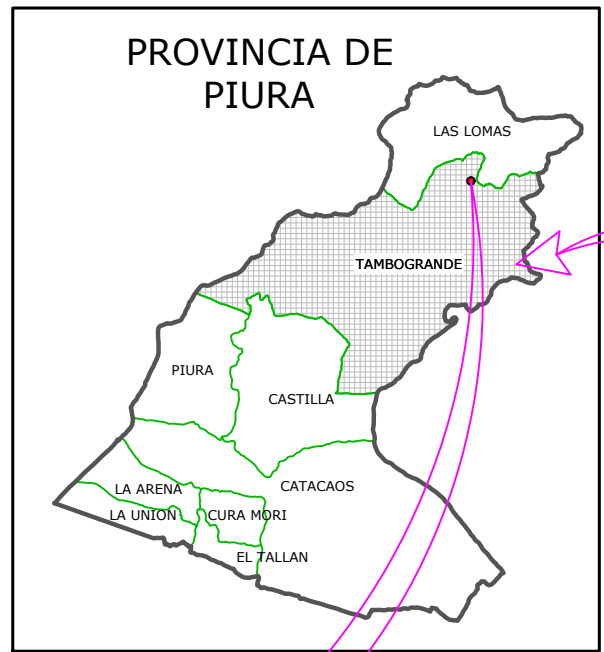 PROVINCIA DE
PIURA
LAS LOMAS
TAMBOGRANDE
PIURA
CASTILLA
CATACAOS
LA ARENA
LA UNION
CURA MORI
EL TALLAN